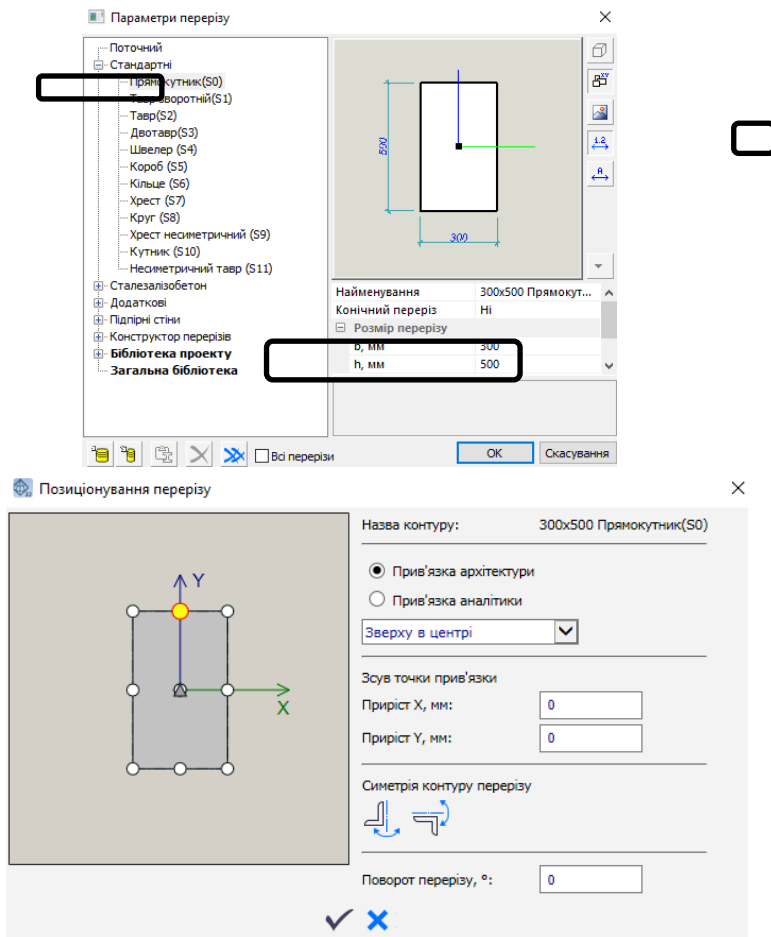 Параметри перерізу
Поточний
Стандартні
Прямокутник(S0)
Тавр зворотній(S1)
Тавр(S2)
Двотавр(S3)
Швелер (S4)
Короб (S5)
Кільце (S6)
Хрест (S7)
Круг (S8)
Хрест несиметричний (S9)
Кутник (S10)
Несиметричний тавр (S11)
Сталезалізобетон
Додаткові
Підпірні стіни
Конструктор перерізів
Бібліотека проекту
Загальна бібліотека
500
300
Найменування 300x500 Прямокут...
Конічний переріз Ні
Розмір перерізу
b, мм 300
h, мм 500
Всі перерізи
OK Скасування
Позиціонування перерізу
Y
X
Назва контуру: 300x500 Прямокутник(S0)
Прив'язка архітектури
Прив'язка аналітики
Зверху в центрі
Зсув точки прив'язки
Приріст X, мм: 0
Приріст Y, мм: 0
Симетрія контуру перерізу
Поворот перерізу, °: 0